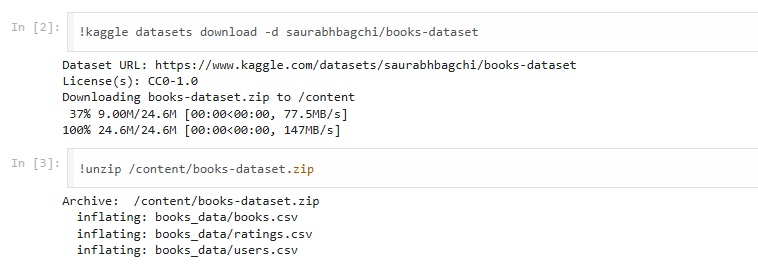 In [2]: !kaggle datasets download -d saurabhbagchi/books-dataset
Dataset URL: https://www.kaggle.com/datasets/saurabhbagchi/books-dataset
License(s): CC0-1.0
Downloading books-dataset.zip to /content
37% 9.00M/24.6M [00:00<00:00, 77.5MB/s]
100% 24.6M/24.6M [00:00<00:00, 147MB/s]
In [3]: !unzip /content/books-dataset.zip
Archive:  /content/books-dataset.zip
inflating: books_data/books.csv
inflating: books_data/ratings.csv
inflating: books_data/users.csv